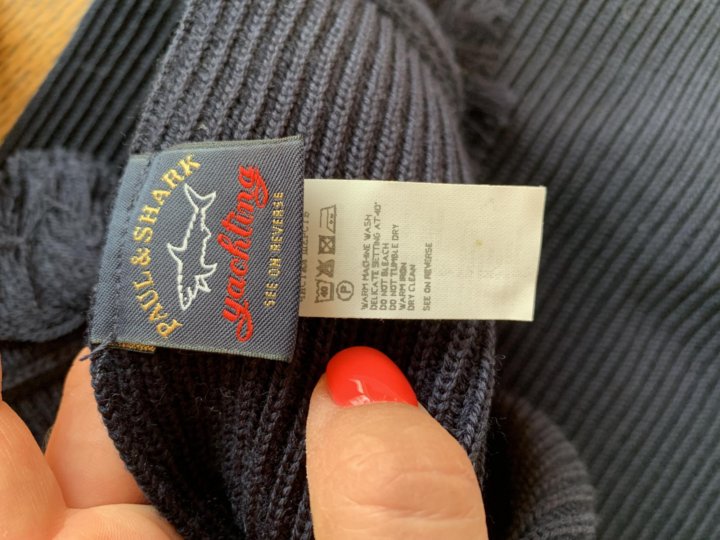 PAUL & SHARK
yachting
SEE ON REVERSE
40
P
WARM MACHINE WASH
DELICATE SETTING AT 40°
DO NOT BLEACH
DO NOT TUMBLE DRY
WARM IRON
DRY CLEAN
SEE ON REVERSE